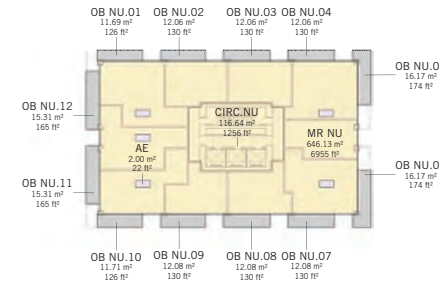 OB NU.01
11.69 m²
126 ft²
OB NU.02
12.06 m²
130 ft²
OB NU.03
12.06 m²
130 ft²
OB NU.04
12.06 m²
130 ft²
OB NU.0
16.17 m²
174 ft²
OB NU.12
15.31 m²
165 ft²
CIRC.NU
116.64 m²
1256 ft²
MR NU
646.13 m²
6955 ft²
AE
2.00 m²
22 ft²
OB NU.0
16.17 m²
174 ft²
OB NU.11
15.31 m²
165 ft²
OB NU.10
11.71 m²
126 ft²
OB NU.09
12.08 m²
130 ft²
OB NU.08
12.08 m²
130 ft²
OB NU.07
12.08 m²
130 ft²